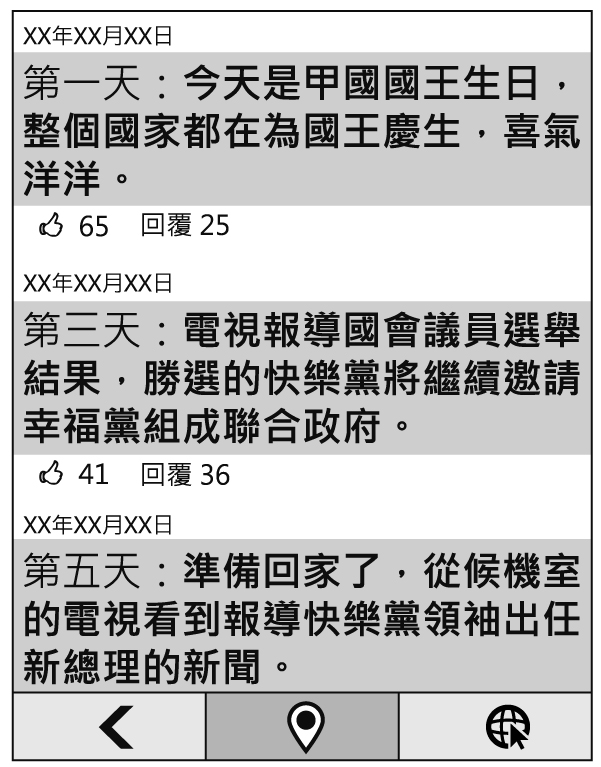 XX年XX月XX日
第一天：今天是甲國國王生日，
整個國家都在為國王慶生，喜氣
洋洋。
65 回覆 25
XX年XX月XX日
第三天：電視報導國會議員選舉
結果，勝選的快樂黨將繼續邀請
幸福黨組成聯合政府。
41 回覆 36
XX年XX月XX日
第五天：準備回家了，從候機室
的電視看到報導快樂黨領袖出任
新總理的新聞。